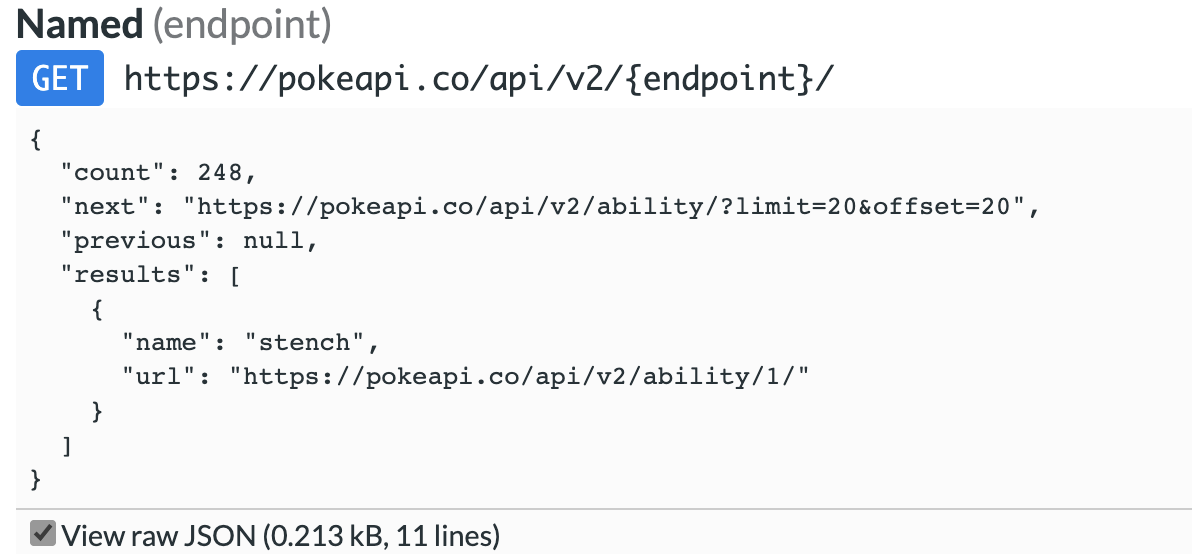 Named (endpoint)
GET https://pokeapi.co/api/v2/{endpoint}/
{
  "count": 248,
  "next": "https://pokeapi.co/api/v2/ability/?limit=20&offset=20",
  "previous": null,
  "results": [
    {
      "name": "stench",
      "url": "https://pokeapi.co/api/v2/ability/1/"
    }
  ]
}
View raw JSON (0.213 kB, 11 lines)